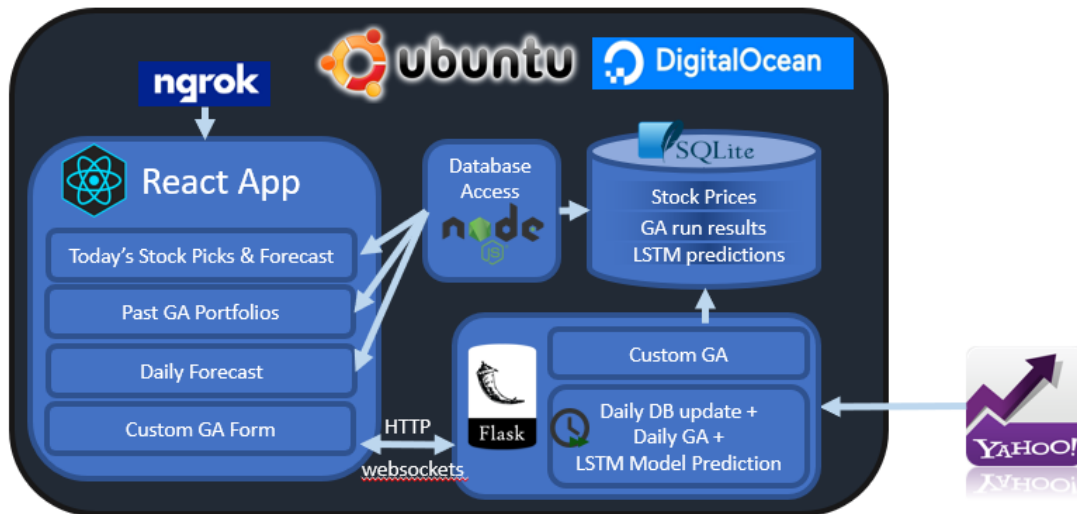 ubuntu
DigitalOcean
ngrok
React App
Today's Stock Picks & Forecast
Past GA Portfolios
Daily Forecast
Custom GA Form
Database
Access
node
JS
SQLite
Stock Prices
GA run results
LSTM predictions
HTTP
websockets
Flask
Custom GA
Daily DB update +
Daily GA +
LSTM Model Prediction
YAHOO!